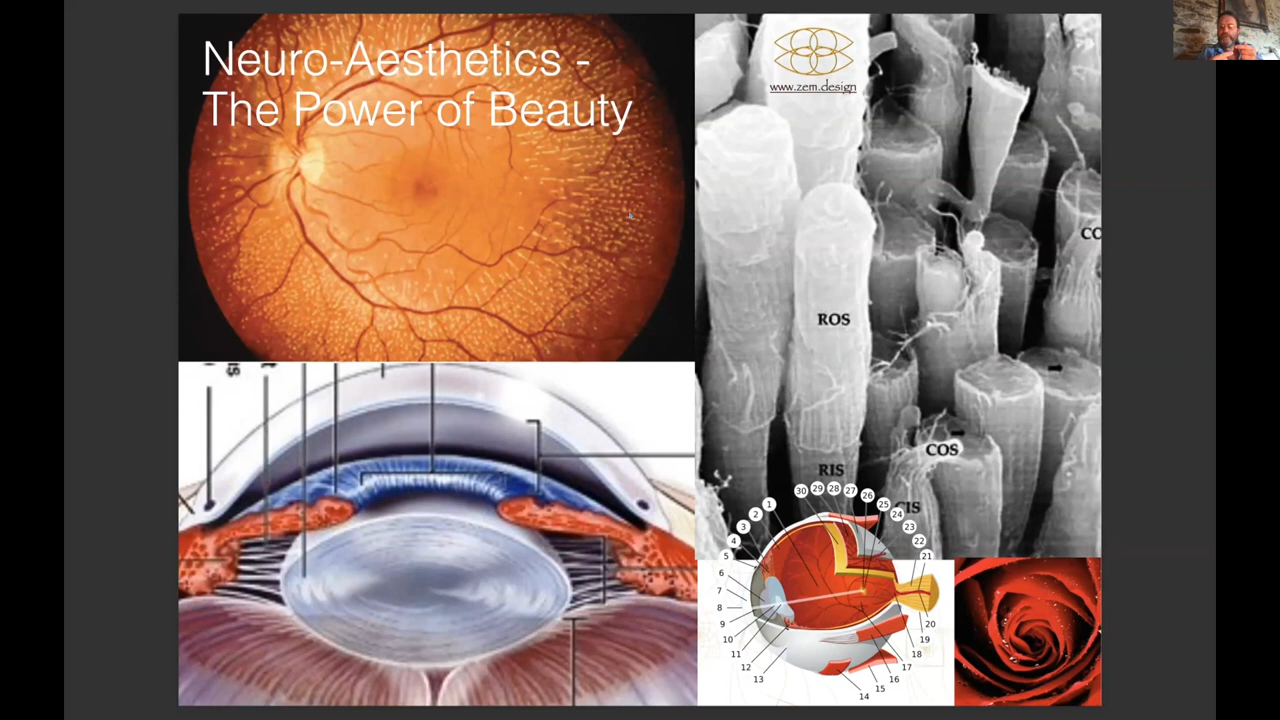 Neuro-Aesthetics -
The Power of Beauty
www.zem.design
CO
ROS
COS
RIS
CIS
30 29 28 27 26 25 24 23 22 21
1
2
3
4
5
6
7
8
9
10
11
12
13
14
15
16
17
18
19
20